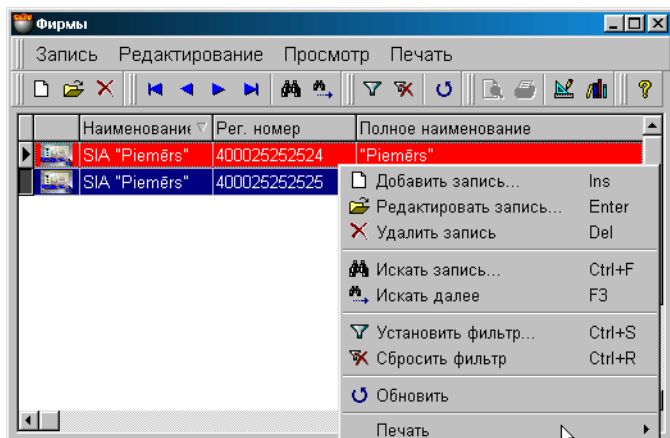 Фирмы
Запись Редактирование Просмотр Печать
Наименование Рег. номер Полное наименование
SIA "Piemērs" 400025252524 "Piemērs"
SIA "Piemērs" 400025252525
Добавить запись... Ins
Редактировать запись... Enter
Удалить запись Del
Искать запись... Ctrl+F
Искать далее F3
Установить фильтр... Ctrl+S
Сбросить фильтр Ctrl+R
Обновить
Печать